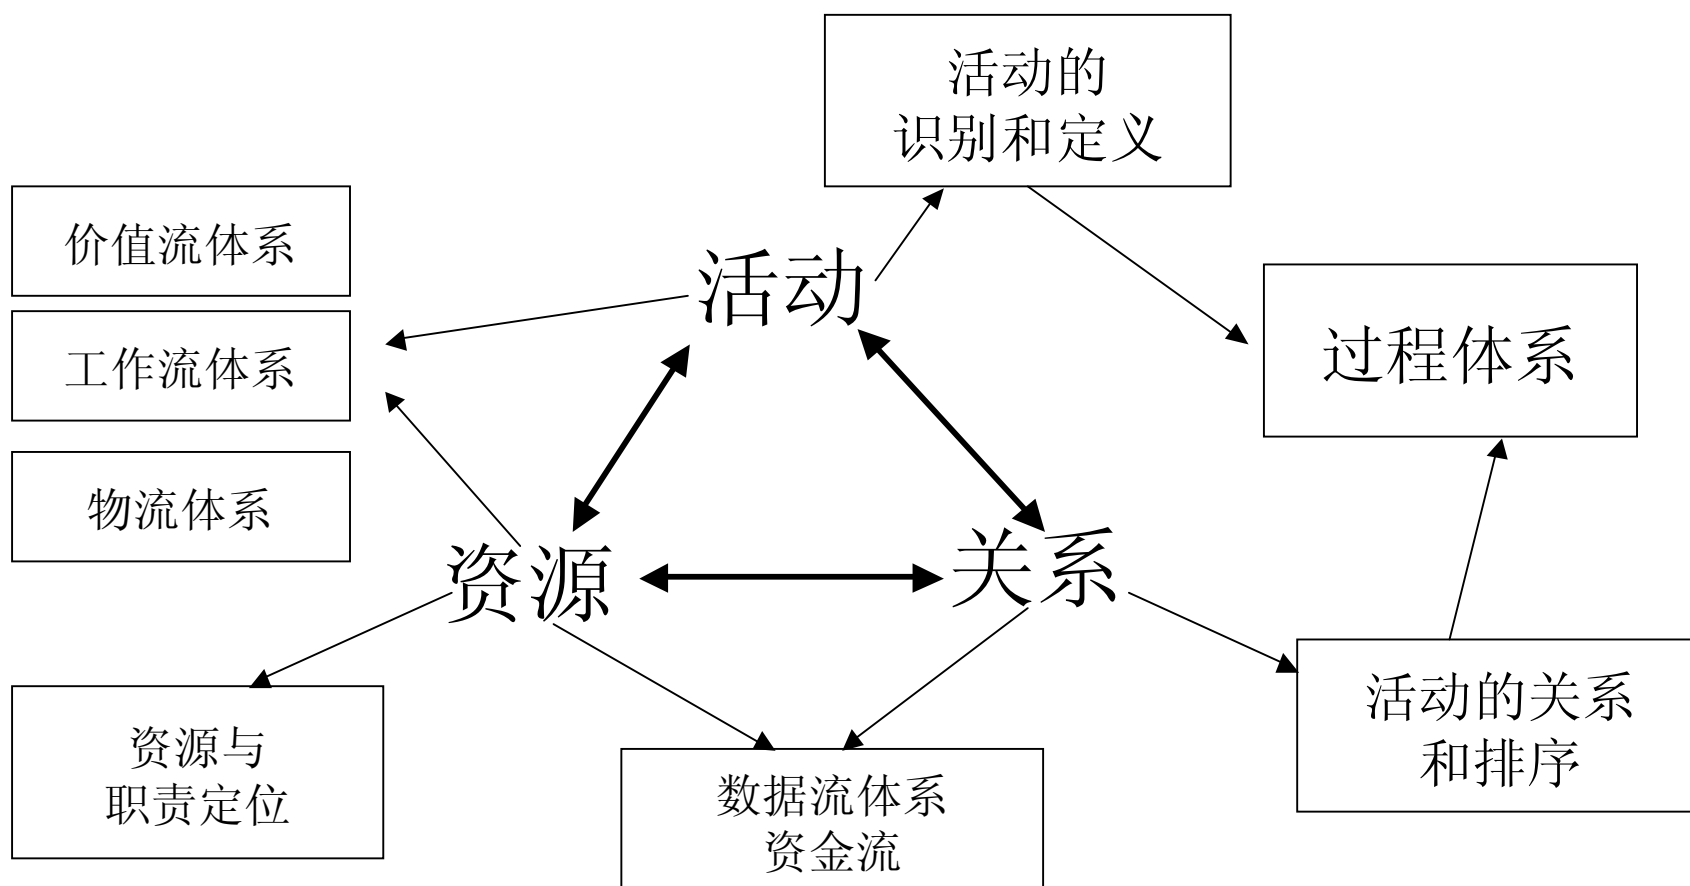 活动的
识别和定义
价值流体系
活动
工作流体系
过程体系
物流体系
资源
关系
资源与
职责定位
数据流体系
资金流
活动的关系
和排序